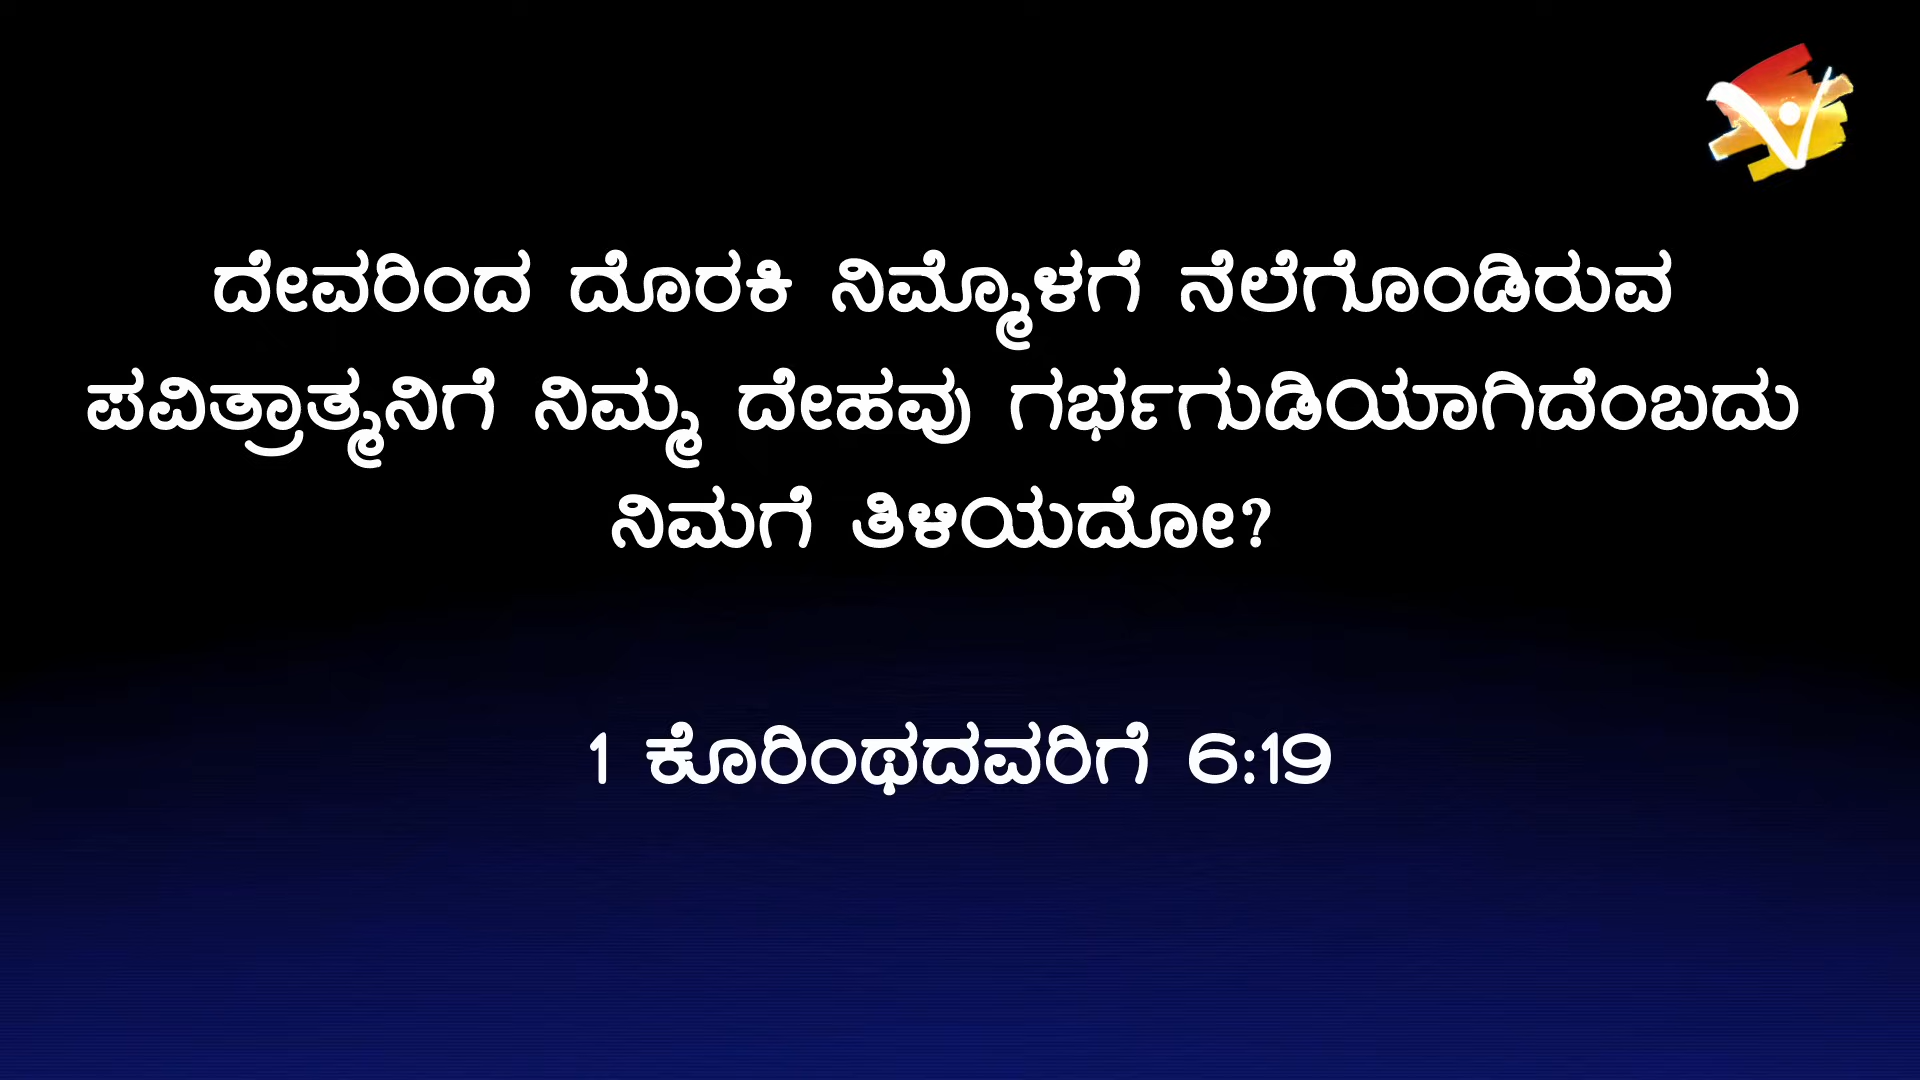 ದೇವರಿಂದ ದೊರಕಿ ನಿಮ್ಮೊಳಗೆ ನೆಲೆಗೊಂಡಿರುವ
ಪವಿತ್ರಾತ್ಮನಿಗೆ ನಿಮ್ಮ ದೇಹವು ಗರ್ಭಗುಡಿಯಾಗಿದೆಂಬದು
ನಿಮಗೆ ತಿಳಿಯದೋ?
1 ಕೊರಿಂಥದವರಿಗೆ 6:19